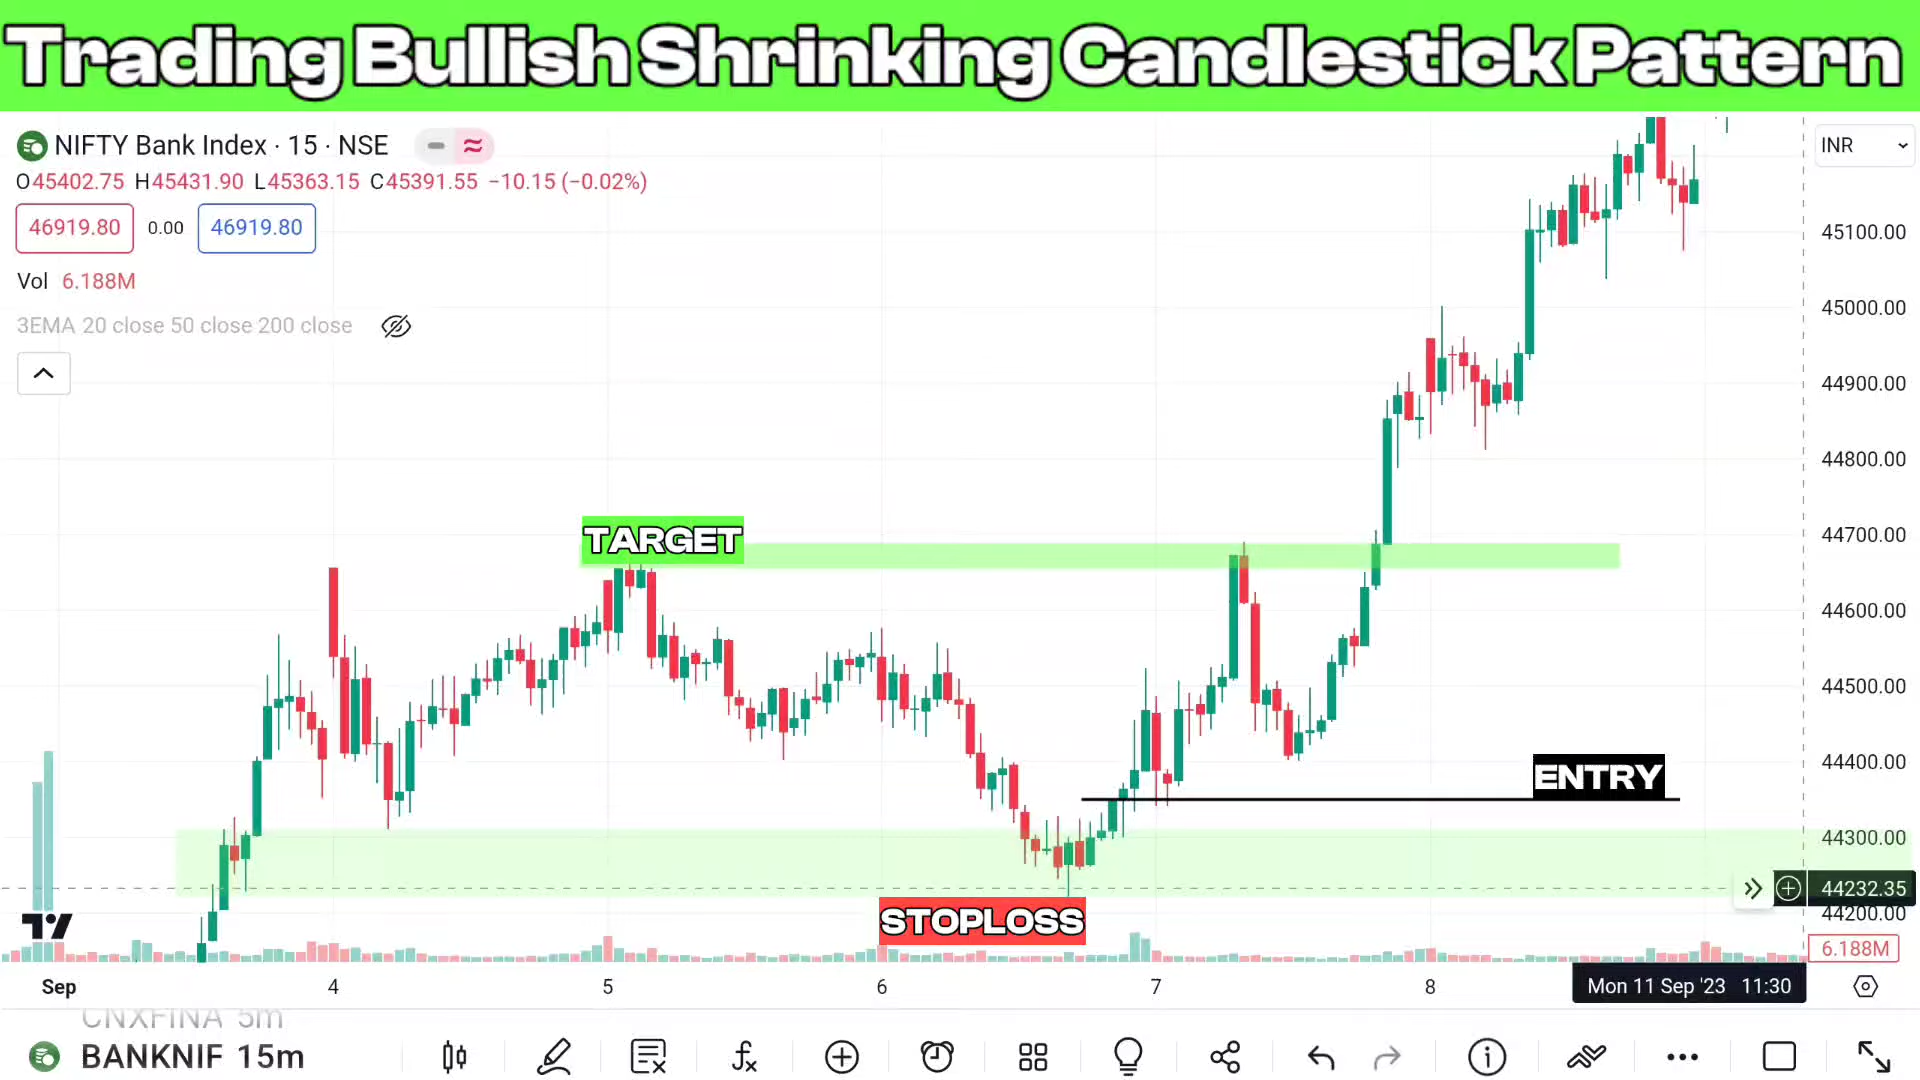 Trading Bullish Shrinking Candlestick Pattern
NIFTY Bank Index · 15 · NSE
INR
O45402.75 H45431.90 L45363.15 C45391.55 −10.15 (−0.02%)
46919.80 0.00 46919.80
Vol 6.188M
3EMA 20 close 50 close 200 close
45100.00
45000.00
44900.00
44800.00
44700.00
TARGET
44600.00
44500.00
44400.00
ENTRY
44300.00
44232.35
44200.00
STOPLOSS
6.188M
Sep 4 5 6 7 8 Mon 11 Sep '23 11:30
CNXFINA 5m
BANKNIF 15m